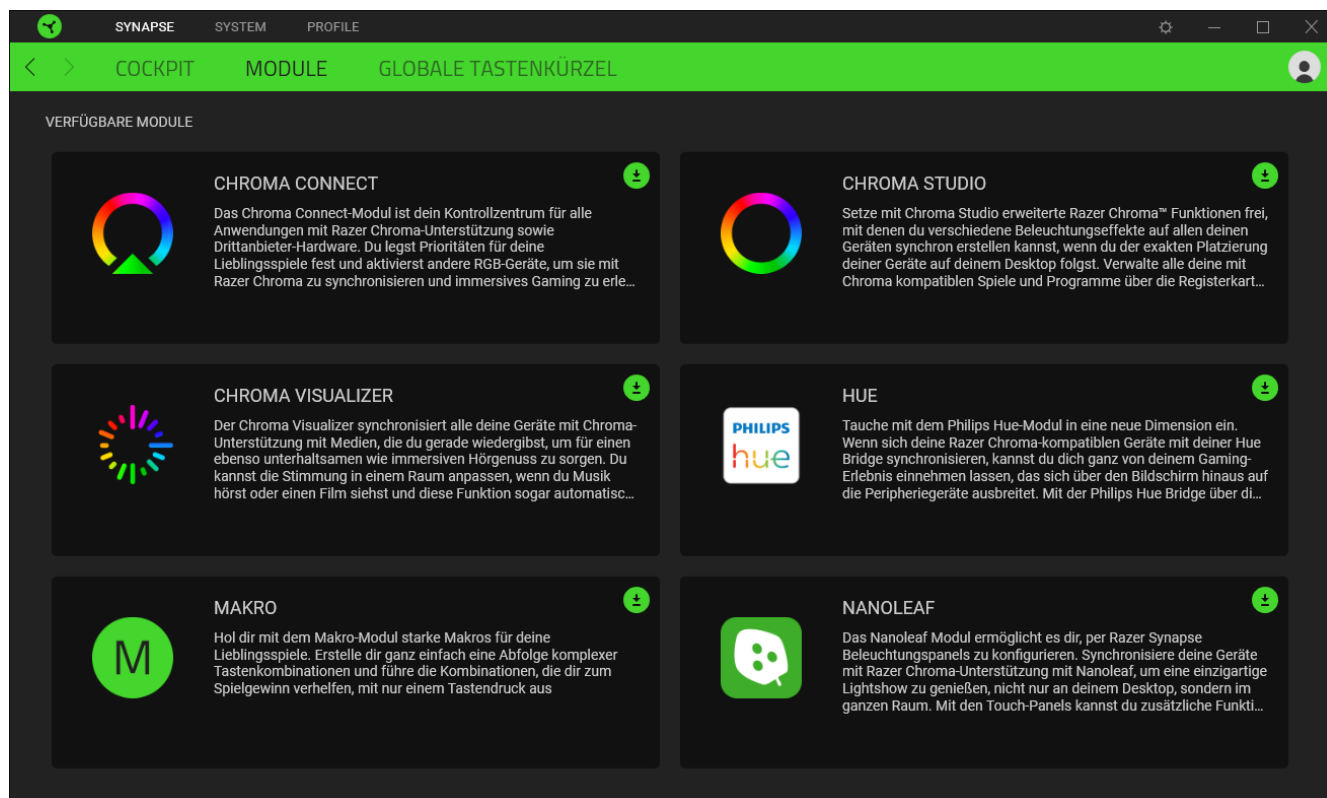 SYNAPSE SYSTEM PROFILE
COCKPIT MODULE GLOBALE TASTENKÜRZEL
VERFÜGBARE MODULE
CHROMA CONNECT
Das Chroma Connect-Modul ist dein Kontrollzentrum für alle
Anwendungen mit Razer Chroma-Unterstützung sowie
Drittanbieter-Hardware. Du legst Prioritäten für deine
Lieblingsspiele fest und aktivierst andere RGB-Geräte, um sie mit
Razer Chroma zu synchronisieren und immersives Gaming zu erle...
CHROMA STUDIO
Setze mit Chroma Studio erweiterte Razer Chroma™ Funktionen frei,
mit denen du verschiedene Beleuchtungseffekte auf allen deinen
Geräten synchron erstellen kannst, wenn du der exakten Platzierung
deiner Geräte auf deinem Desktop folgst. Verwalte alle deine mit
Chroma kompatiblen Spiele und Programme über die Registerkart...
CHROMA VISUALIZER
Der Chroma Visualizer synchronisiert alle deine Geräte mit Chroma-
Unterstützung mit Medien, die du gerade wiedergibst, um für einen
ebenso unterhaltsamen wie immersiven Hörgenuss zu sorgen. Du
kannst die Stimmung in einem Raum anpassen, wenn du Musik
hörst oder einen Film siehst und diese Funktion sogar automatisc...
PHILIPS
hue
HUE
Tauche mit dem Philips Hue-Modul in eine neue Dimension ein.
Wenn sich deine Razer Chroma-kompatiblen Geräte mit deiner Hue
Bridge synchronisieren, kannst du dich ganz von deinem Gaming-
Erlebnis einnehmen lassen, das sich über den Bildschirm hinaus auf
die Peripheriegeräte ausbreitet. Mit der Philips Hue Bridge über di...
M
MAKRO
Hol dir mit dem Makro-Modul starke Makros für deine
Lieblingsspiele. Erstelle dir ganz einfach eine Abfolge komplexer
Tastenkombinationen und führe die Kombinationen, die dir zum
Spielgewinn verhelfen, mit nur einem Tastendruck aus
NANOLEAF
Das Nanoleaf Modul ermöglicht es dir, per Razer Synapse
Beleuchtungspanels zu konfigurieren. Synchronisiere deine Geräte
mit Razer Chroma-Unterstützung mit Nanoleaf, um eine einzigartige
Lightshow zu genießen, nicht nur an deinem Desktop, sondern im
ganzen Raum. Mit den Touch-Panels kannst du zusätzliche Funkti...